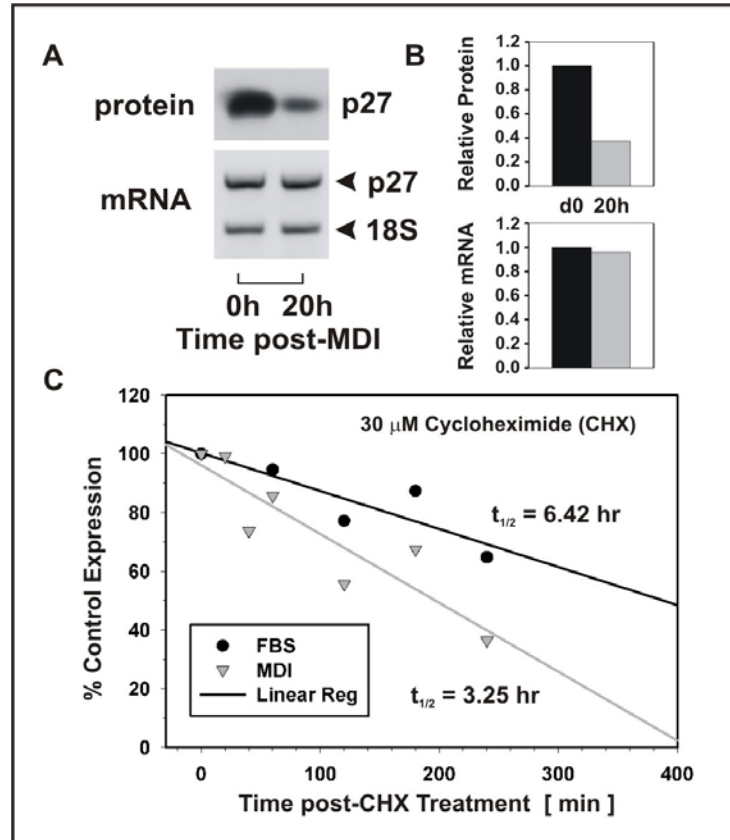 A
protein
p27
mRNA
p27
18S
0h 20h
Time post-MDI
B
Relative Protein
1.2
1.0
0.8
0.6
0.4
0.2
0.0
d0 20h
Relative mRNA
1.2
1.0
0.8
0.6
0.4
0.2
0.0
C
% Control Expression
120
100
80
60
40
20
0
30 μM Cycloheximide (CHX)
t1/2 = 6.42 hr
FBS
MDI
Linear Reg
t1/2 = 3.25 hr
0 100 200 300 400
Time post-CHX Treatment [ min ]